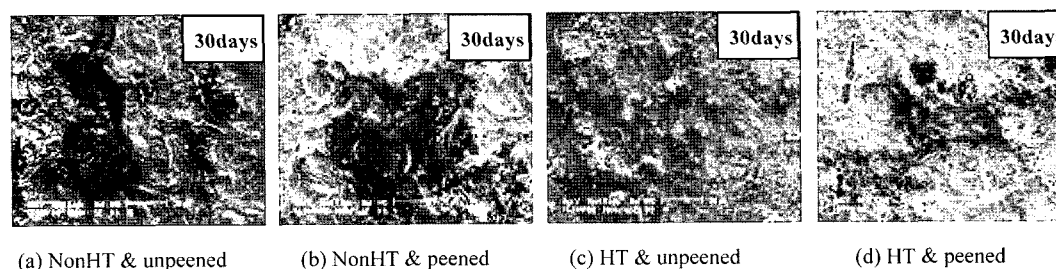 30days
30days
30days
30day
(a) NonHT & unpeened
(b) NonHT & peened
(c) HT & unpeened
(d) HT & peened